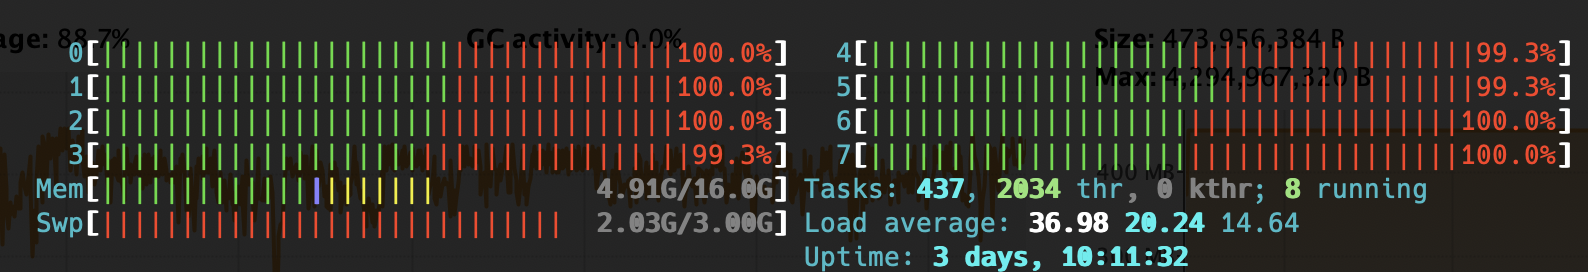 age: 88.7% GC activity: 0.0% Size: 473,956,384 B
0[100.0%] 4[99.3%]
Max: 4,294,967,320 B
1[100.0%] 5[99.3%]
2[100.0%] 6[100.0%]
3[99.3%] 7[100.0%]
400 MB
Mem[4.91G/16.0G] Tasks: 437, 2034 thr, 0 kthr; 8 running
Swp[2.03G/3.00G] Load average: 36.98 20.24 14.64
Uptime: 3 days, 10:11:32